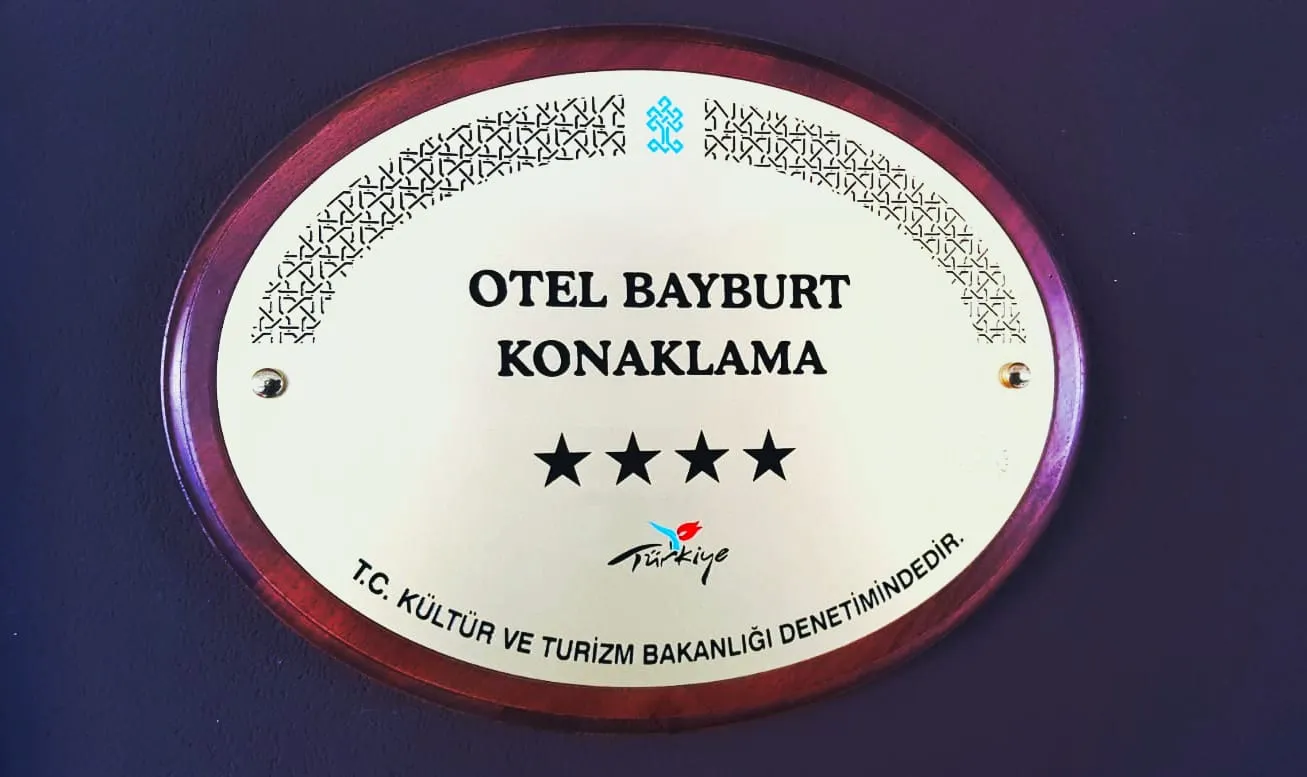 OTEL BAYBURT
KONAKLAMA
Türkiye
T.C. KÜLTÜR VE TURİZM BAKANLIĞI DENETİMİNDEDİR.